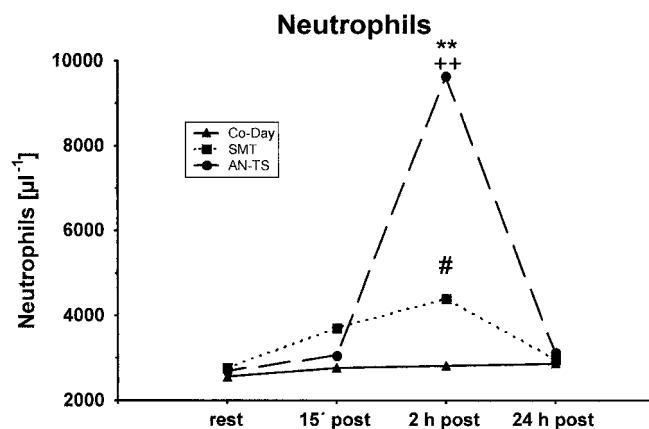 Neutrophils
**
++
10000
8000
6000
4000
2000
Neutrophils [µl⁻¹]
Co-Day
SMT
AN-TS
#
rest
15´ post
2 h post
24 h post